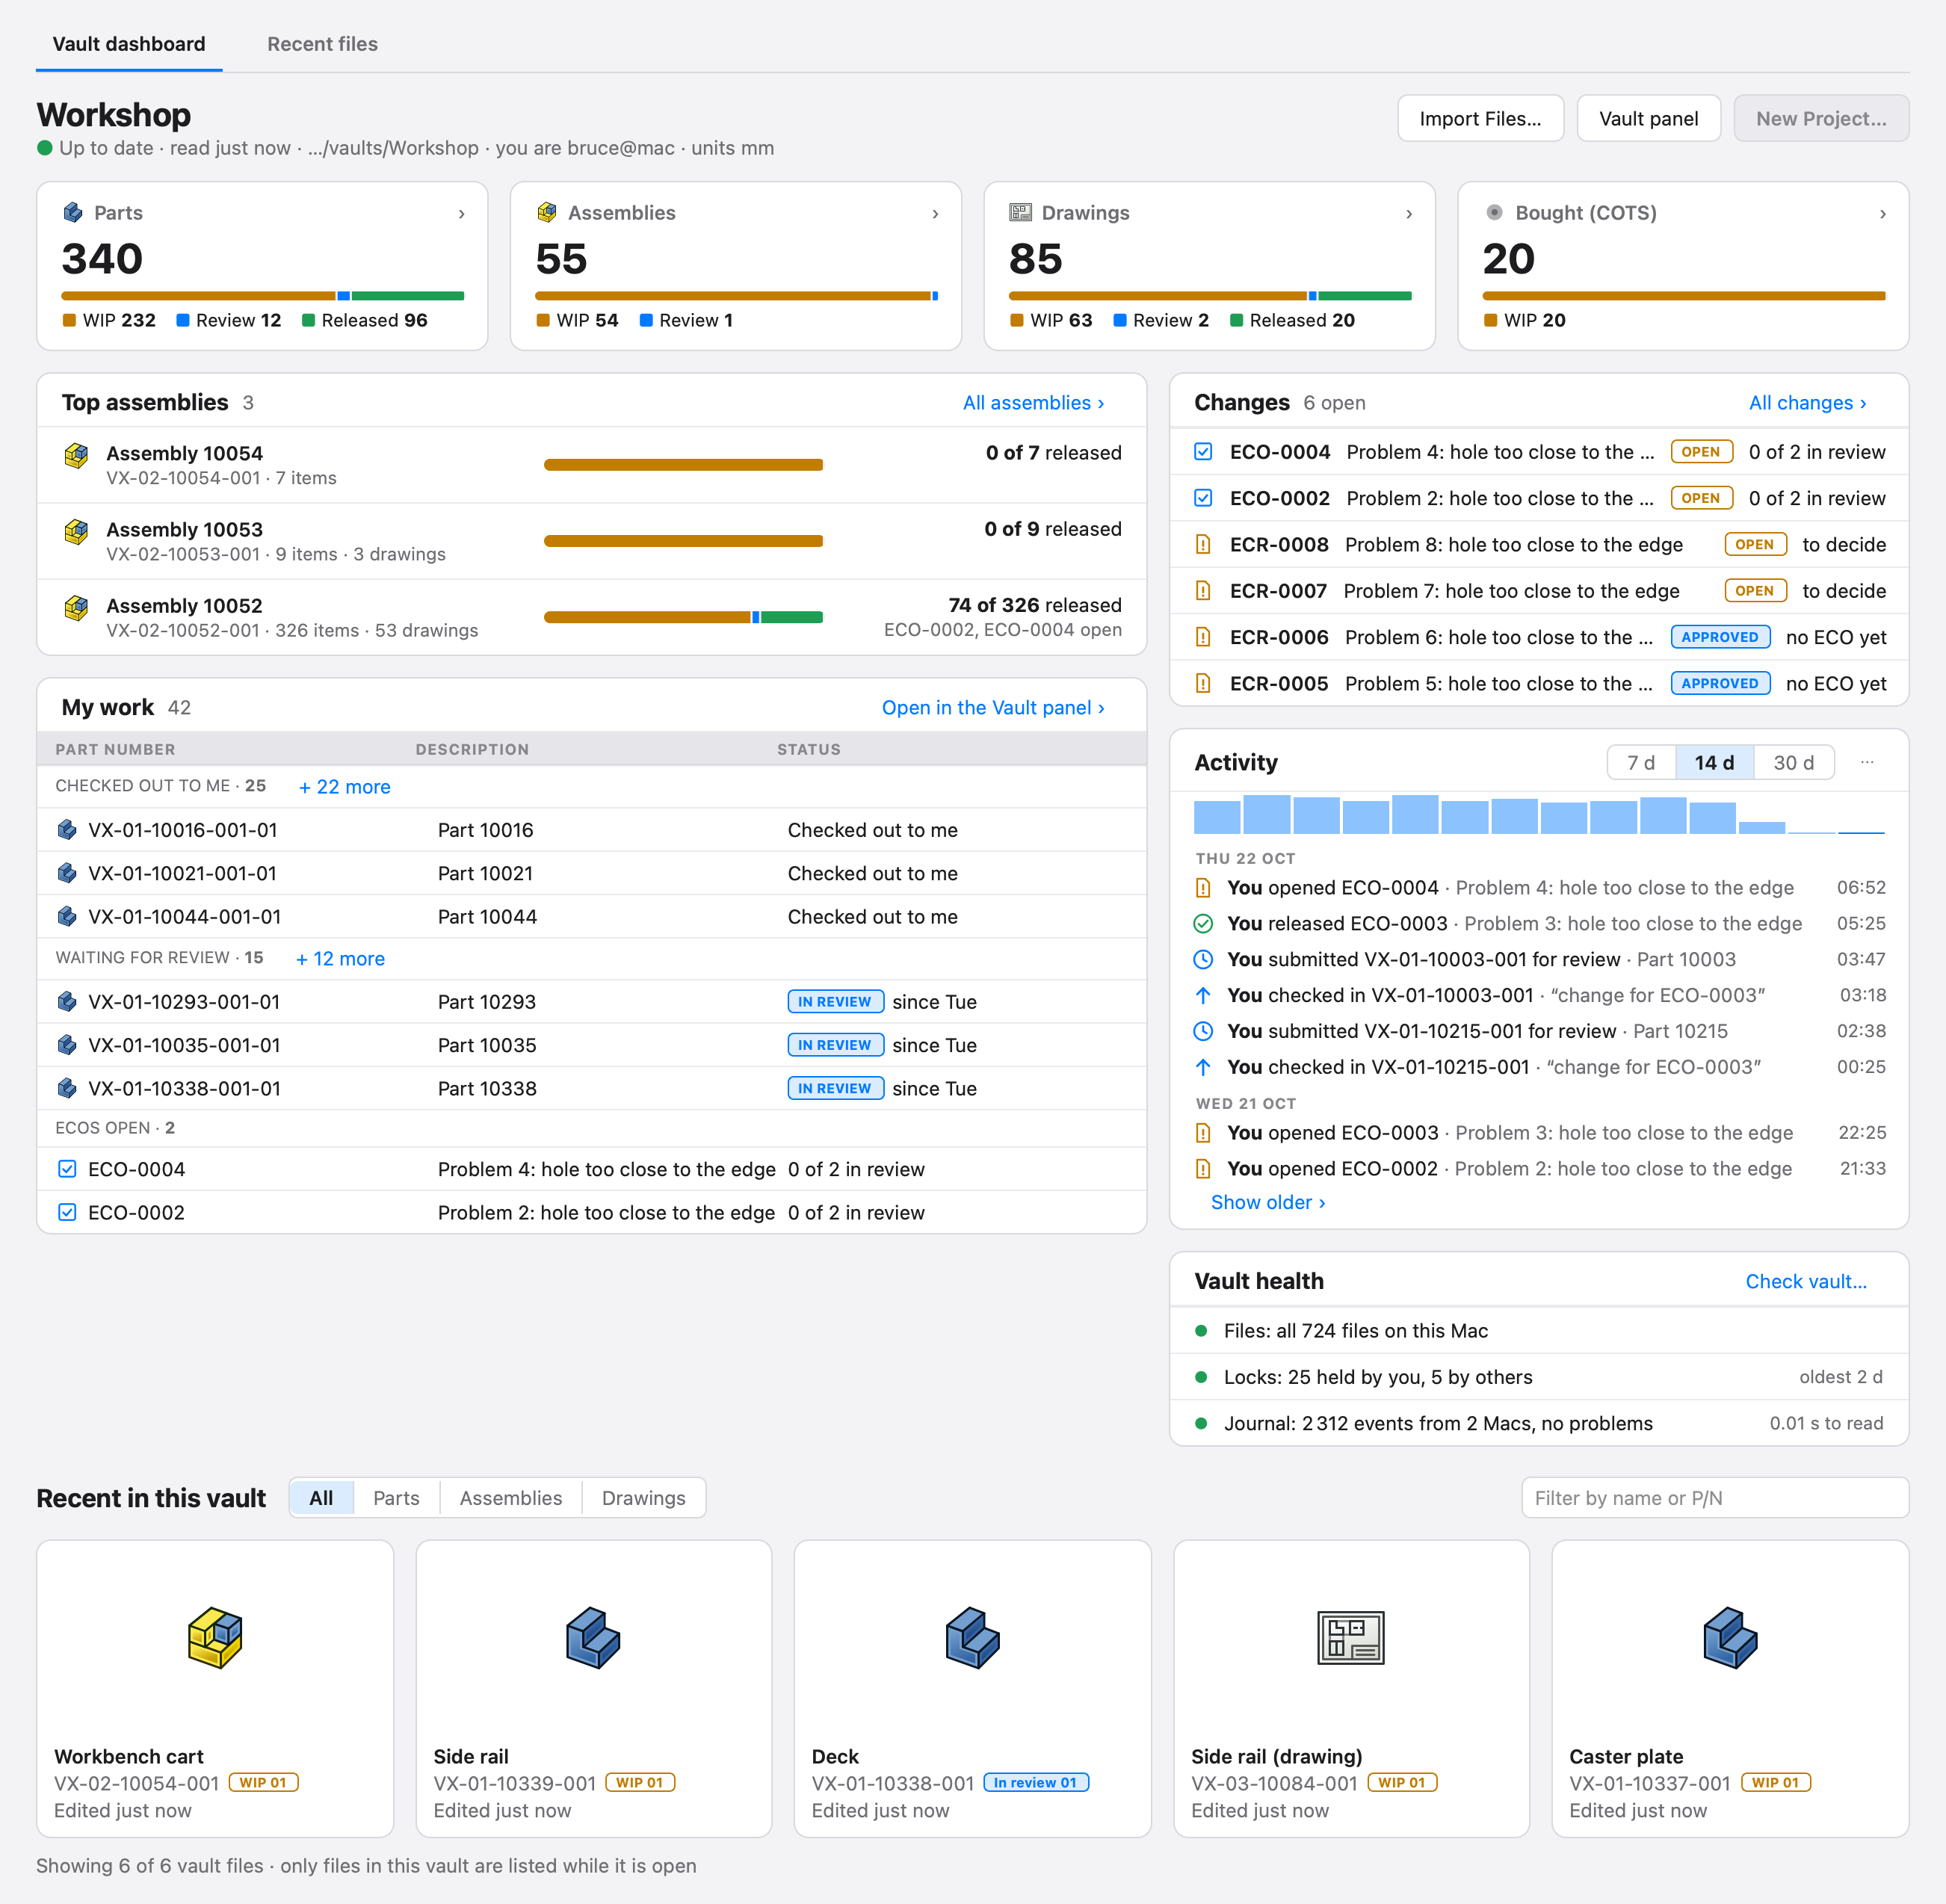 Vault dashboard Recent files
Workshop
Import Files... Vault panel New Project...
Up to date · read just now · .../vaults/Workshop · you are bruce@mac · units mm
Parts ›
340
WIP 232 Review 12 Released 96
Assemblies ›
55
WIP 54 Review 1
Drawings ›
85
WIP 63 Review 2 Released 20
Bought (COTS) ›
20
WIP 20
Top assemblies 3 All assemblies ›
Assembly 10054 0 of 7 released
VX-02-10054-001 · 7 items
Assembly 10053 0 of 9 released
VX-02-10053-001 · 9 items · 3 drawings
Assembly 10052 74 of 326 released
VX-02-10052-001 · 326 items · 53 drawings ECO-0002, ECO-0004 open
My work 42 Open in the Vault panel ›
PART NUMBER DESCRIPTION STATUS
CHECKED OUT TO ME · 25 + 22 more
VX-01-10016-001-01 Part 10016 Checked out to me
VX-01-10021-001-01 Part 10021 Checked out to me
VX-01-10044-001-01 Part 10044 Checked out to me
WAITING FOR REVIEW · 15 + 12 more
VX-01-10293-001-01 Part 10293 IN REVIEW since Tue
VX-01-10035-001-01 Part 10035 IN REVIEW since Tue
VX-01-10338-001-01 Part 10338 IN REVIEW since Tue
ECOS OPEN · 2
ECO-0004 Problem 4: hole too close to the edge 0 of 2 in review
ECO-0002 Problem 2: hole too close to the edge 0 of 2 in review
Changes 6 open All changes ›
ECO-0004 Problem 4: hole too close to the ... OPEN 0 of 2 in review
ECO-0002 Problem 2: hole too close to the ... OPEN 0 of 2 in review
ECR-0008 Problem 8: hole too close to the edge OPEN to decide
ECR-0007 Problem 7: hole too close to the edge OPEN to decide
ECR-0006 Problem 6: hole too close to the ... APPROVED no ECO yet
ECR-0005 Problem 5: hole too close to the ... APPROVED no ECO yet
Activity 7 d 14 d 30 d ...
THU 22 OCT
You opened ECO-0004 · Problem 4: hole too close to the edge 06:52
You released ECO-0003 · Problem 3: hole too close to the edge 05:25
You submitted VX-01-10003-001 for review · Part 10003 03:47
You checked in VX-01-10003-001 · “change for ECO-0003” 03:18
You submitted VX-01-10215-001 for review · Part 10215 02:38
You checked in VX-01-10215-001 · “change for ECO-0003” 00:25
WED 21 OCT
You opened ECO-0003 · Problem 3: hole too close to the edge 22:25
You opened ECO-0002 · Problem 2: hole too close to the edge 21:33
Show older ›
Vault health Check vault...
Files: all 724 files on this Mac
Locks: 25 held by you, 5 by others oldest 2 d
Journal: 2 312 events from 2 Macs, no problems 0.01 s to read
Recent in this vault All Parts Assemblies Drawings Filter by name or P/N
Workbench cart
VX-02-10054-001 WIP 01
Edited just now
Side rail
VX-01-10339-001 WIP 01
Edited just now
Deck
VX-01-10338-001 In review 01
Edited just now
Side rail (drawing)
VX-03-10084-001 WIP 01
Edited just now
Caster plate
VX-01-10337-001 WIP 01
Edited just now
Showing 6 of 6 vault files · only files in this vault are listed while it is open